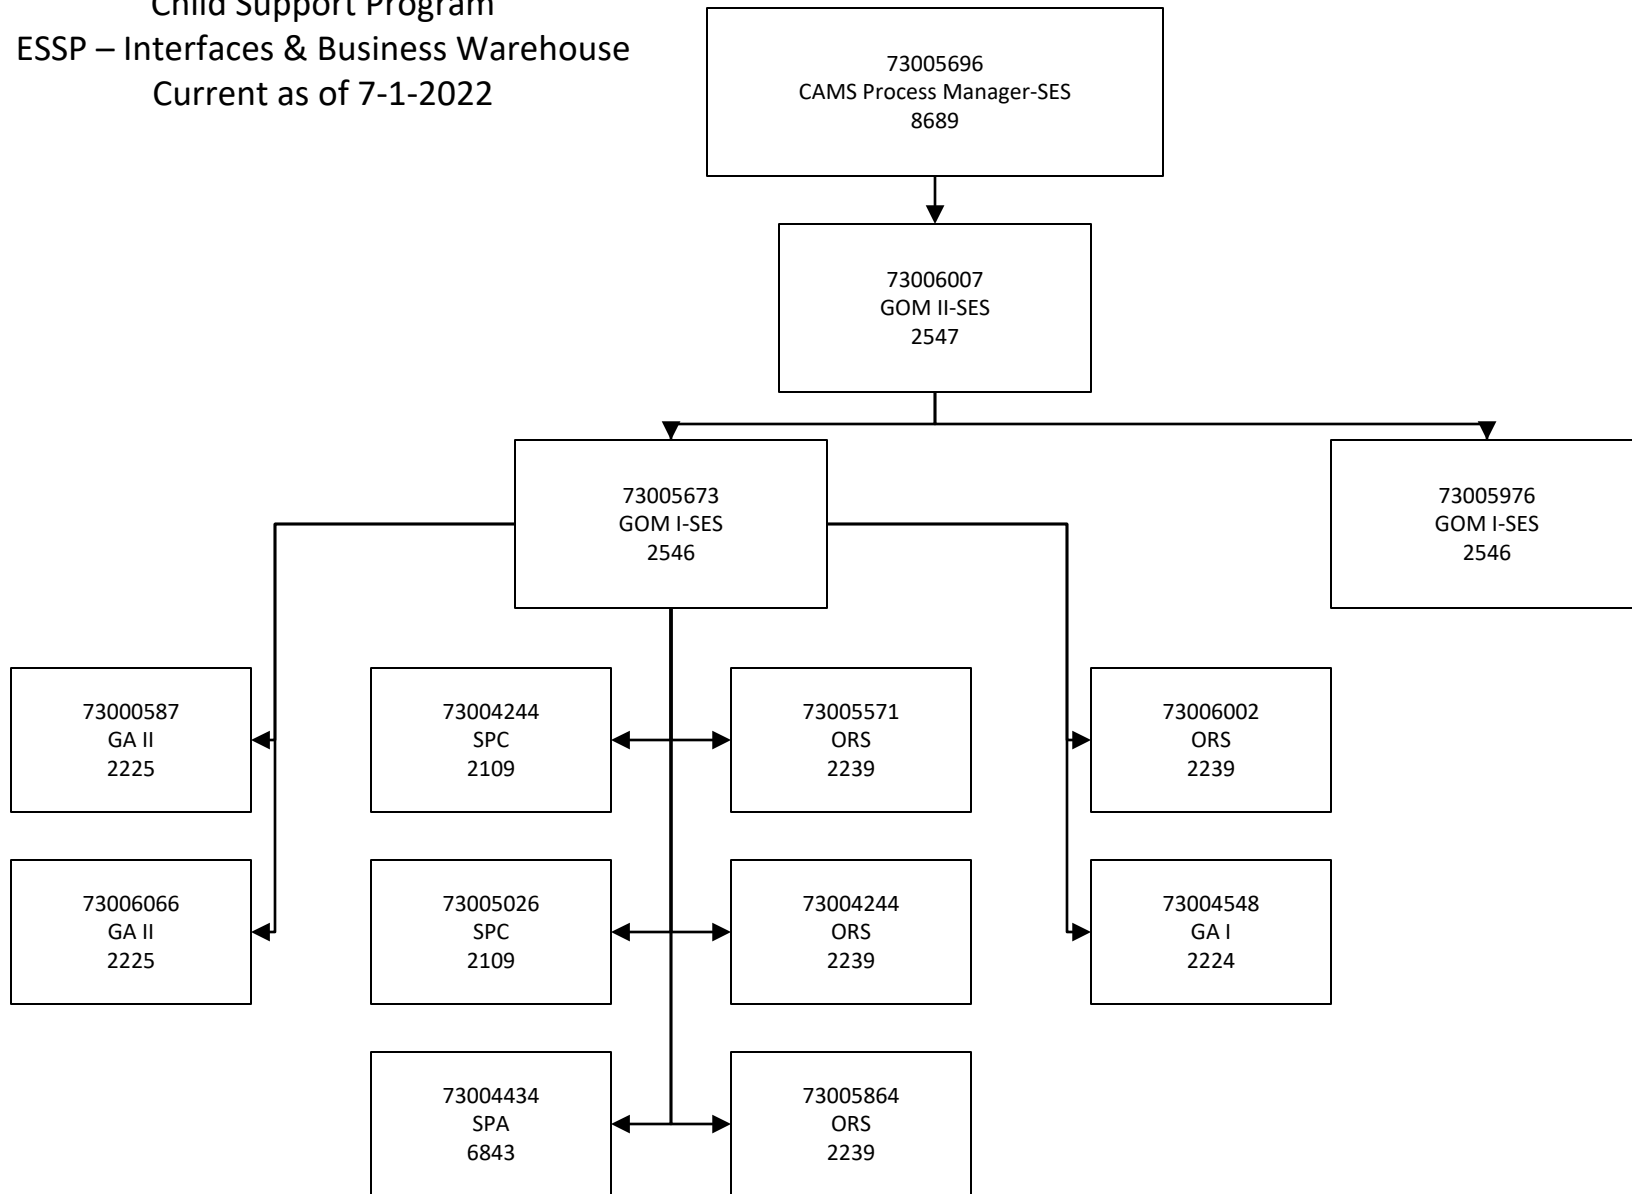 Child Support Program
ESSP – Interfaces & Business Warehouse
Current as of 7-1-2022
73005696
CAMS Process Manager-SES
8689
73006007
GOM II-SES
2547
73005673
GOM I-SES
2546
73005976
GOM I-SES
2546
73000587
GA II
2225
73004244
SPC
2109
73005571
ORS
2239
73006002
ORS
2239
73006066
GA II
2225
73005026
SPC
2109
73004244
ORS
2239
73004548
GA I
2224
73004434
SPA
6843
73005864
ORS
2239